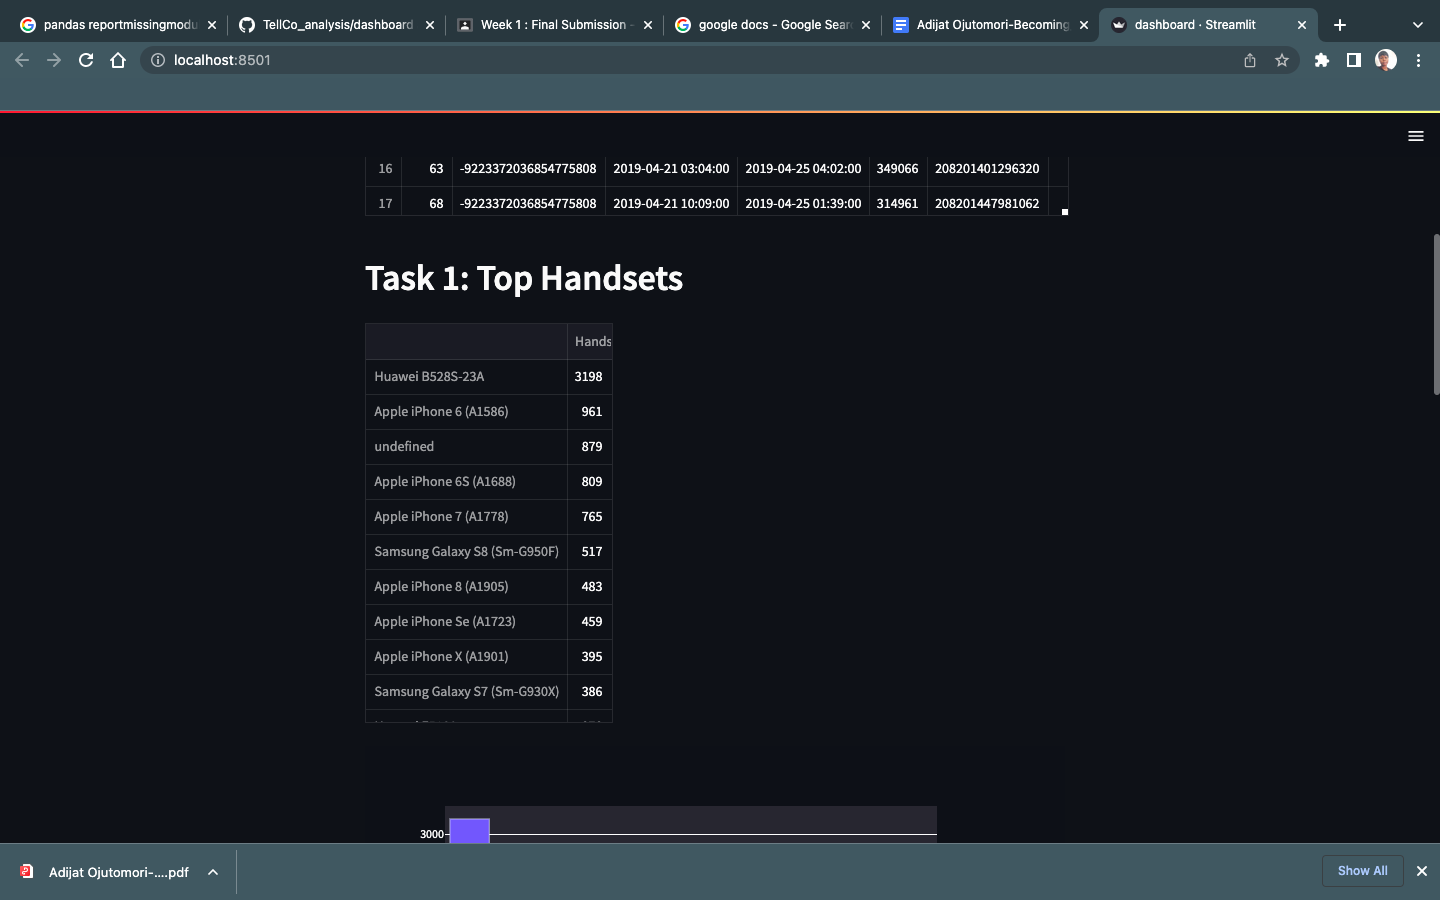 pandas reportmissingmodu
TellCo_analysis/dashboard
Week 1 : Final Submission -
google docs - Google Sear
Adijat Ojutomori-Becoming
dashboard · Streamlit
localhost:8501
16 63 -9223372036854775808 2019-04-21 03:04:00 2019-04-25 04:02:00 349066 208201401296320
17 68 -9223372036854775808 2019-04-21 10:09:00 2019-04-25 01:39:00 314961 208201447981062
Task 1: Top Handsets
Hands
Huawei B528S-23A 3198
Apple iPhone 6 (A1586) 961
undefined 879
Apple iPhone 6S (A1688) 809
Apple iPhone 7 (A1778) 765
Samsung Galaxy S8 (Sm-G950F) 517
Apple iPhone 8 (A1905) 483
Apple iPhone Se (A1723) 459
Apple iPhone X (A1901) 395
Samsung Galaxy S7 (Sm-G930X) 386
3000
Adijat Ojutomori-....pdf
Show All